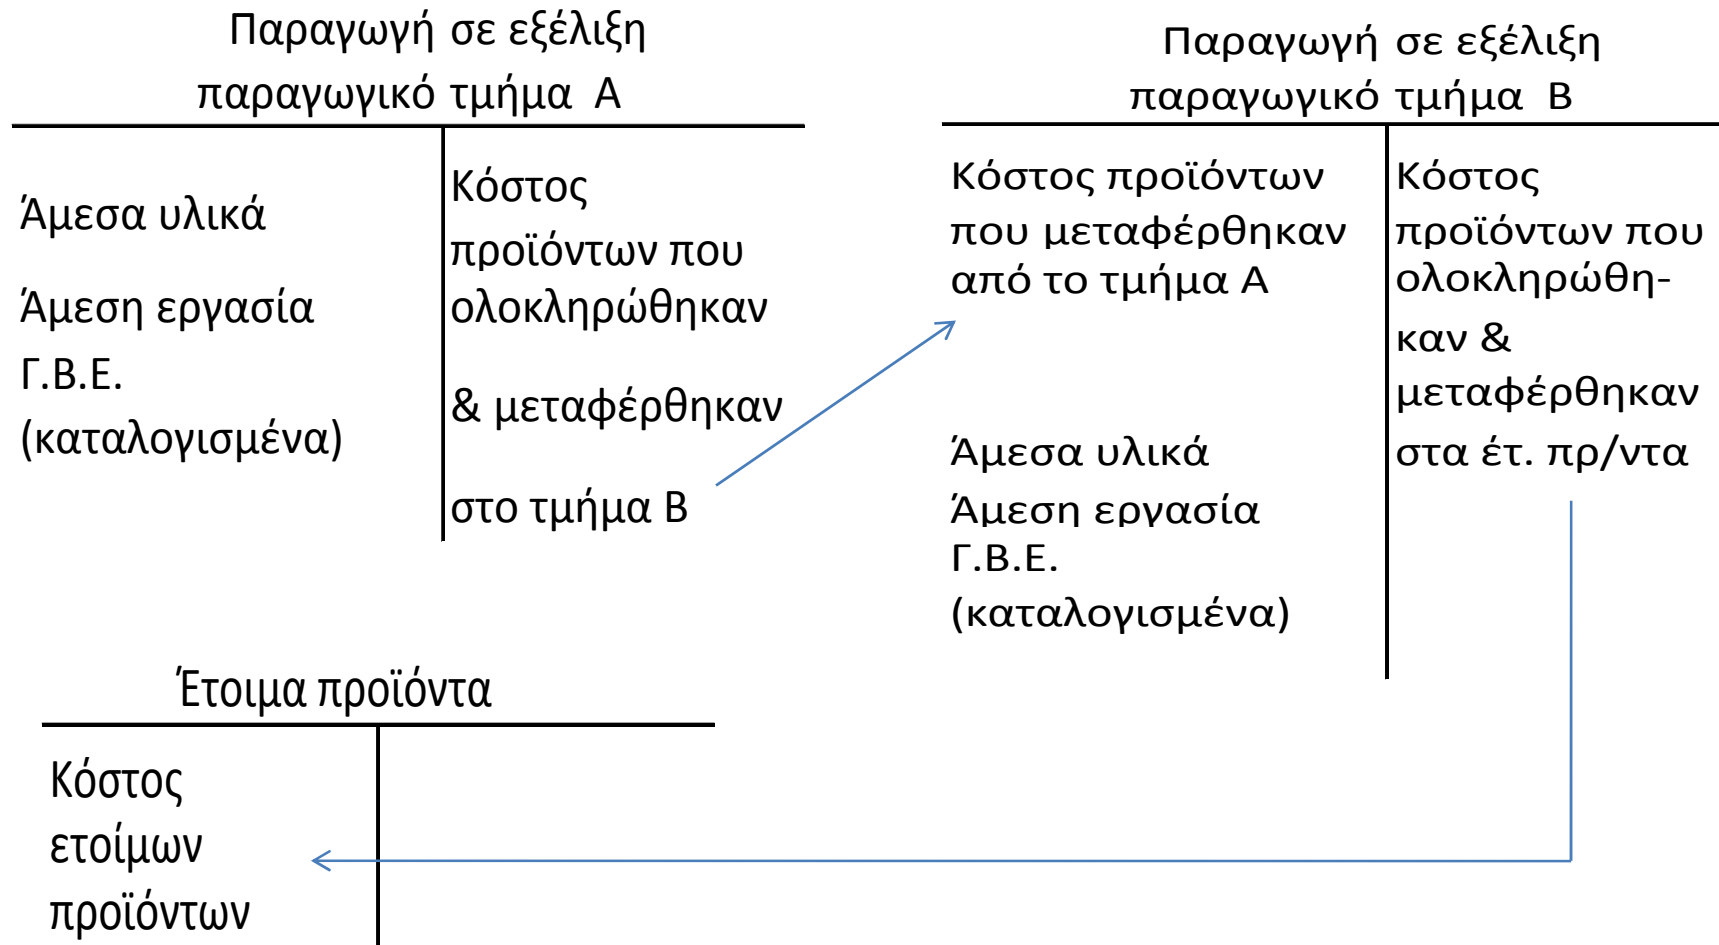 Παραγωγή σε εξέλιξη
παραγωγικό τμήμα Α
Άμεσα υλικά
Άμεση εργασία
Γ.Β.Ε.
(καταλογισμένα)
Κόστος
προϊόντων που
ολοκληρώθηκαν
& μεταφέρθηκαν
στο τμήμα Β
Παραγωγή σε εξέλιξη
παραγωγικό τμήμα Β
Κόστος προϊόντων
που μεταφέρθηκαν
από το τμήμα Α
Άμεσα υλικά
Άμεση εργασία
Γ.Β.Ε.
(καταλογισμένα)
Κόστος
προϊόντων που
ολοκληρώθη-
καν &
μεταφέρθηκαν
στα έτ. πρ/ντα
Έτοιμα προϊόντα
Κόστος
ετοίμων
προϊόντων